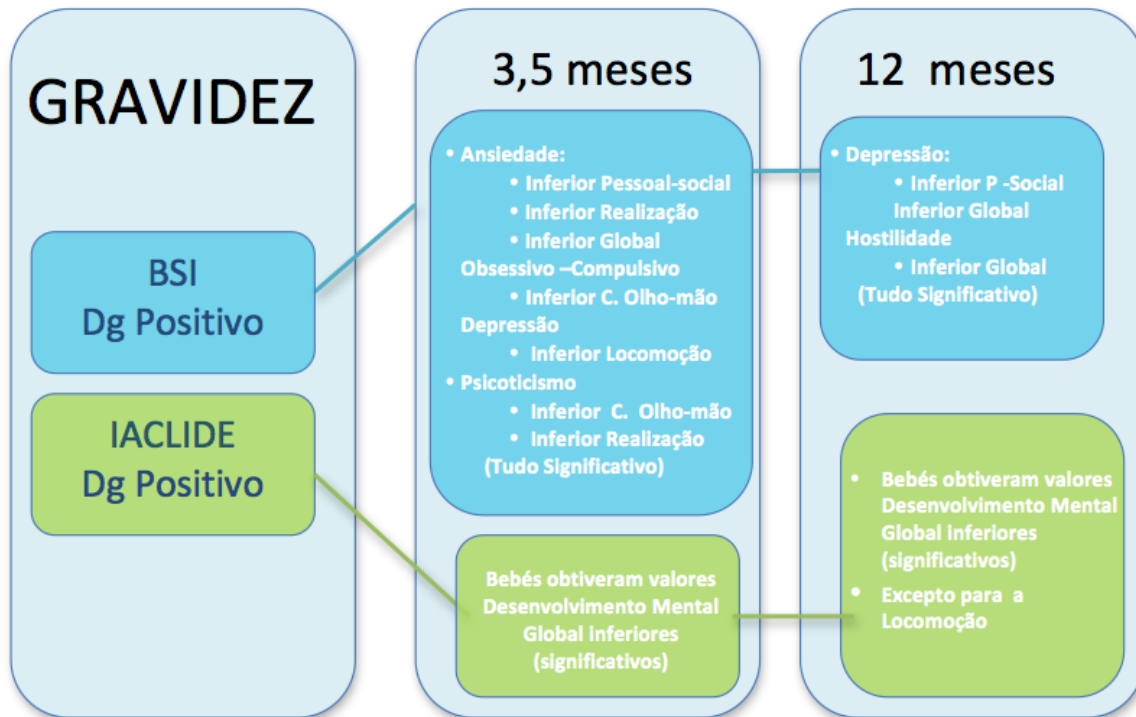 GRAVIDEZ
BSI
Dg Positivo
IACLIDE
Dg Positivo
3,5 meses
• Ansiedade:
• Inferior Pessoal-social
• Inferior Realização
• Inferior Global
Obsessivo –Compulsivo
• Inferior C. Olho-mão
Depressão
• Inferior Locomoção
• Psicoticismo
• Inferior C. Olho-mão
• Inferior Realização
(Tudo Significativo)
Bebés obtiveram valores
Desenvolvimento Mental
Global inferiores
(significativos)
12 meses
• Depressão:
• Inferior P -Social
Inferior Global
Hostilidade
• Inferior Global
(Tudo Significativo)
• Bebés obtiveram valores
Desenvolvimento Mental
Global inferiores
(significativos)
• Excepto para a
Locomoção